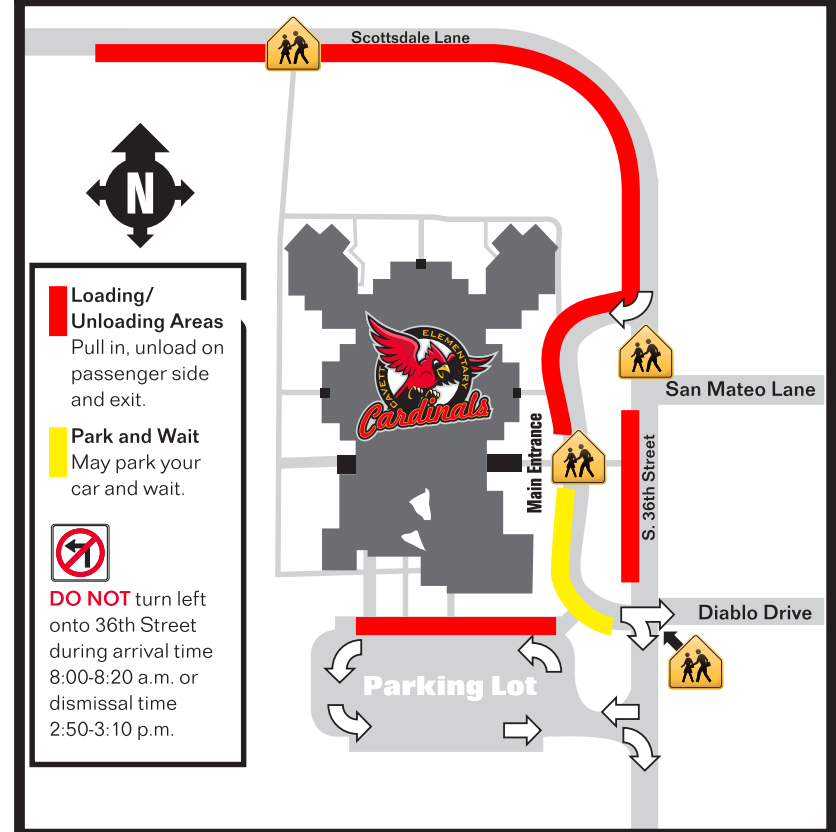 Scottsdale Lane
N
Loading/
Unloading Areas
Pull in, unload on
passenger side
and exit.
Park and Wait
May park your
car and wait.
DO NOT turn left
onto 36th Street
during arrival time
8:00-8:20 a.m. or
dismissal time
2:50-3:10 p.m.
CAVETT
ELEMENTARY
Cardinals
Main Entrance
San Mateo Lane
S. 36th Street
Diablo Drive
Parking Lot